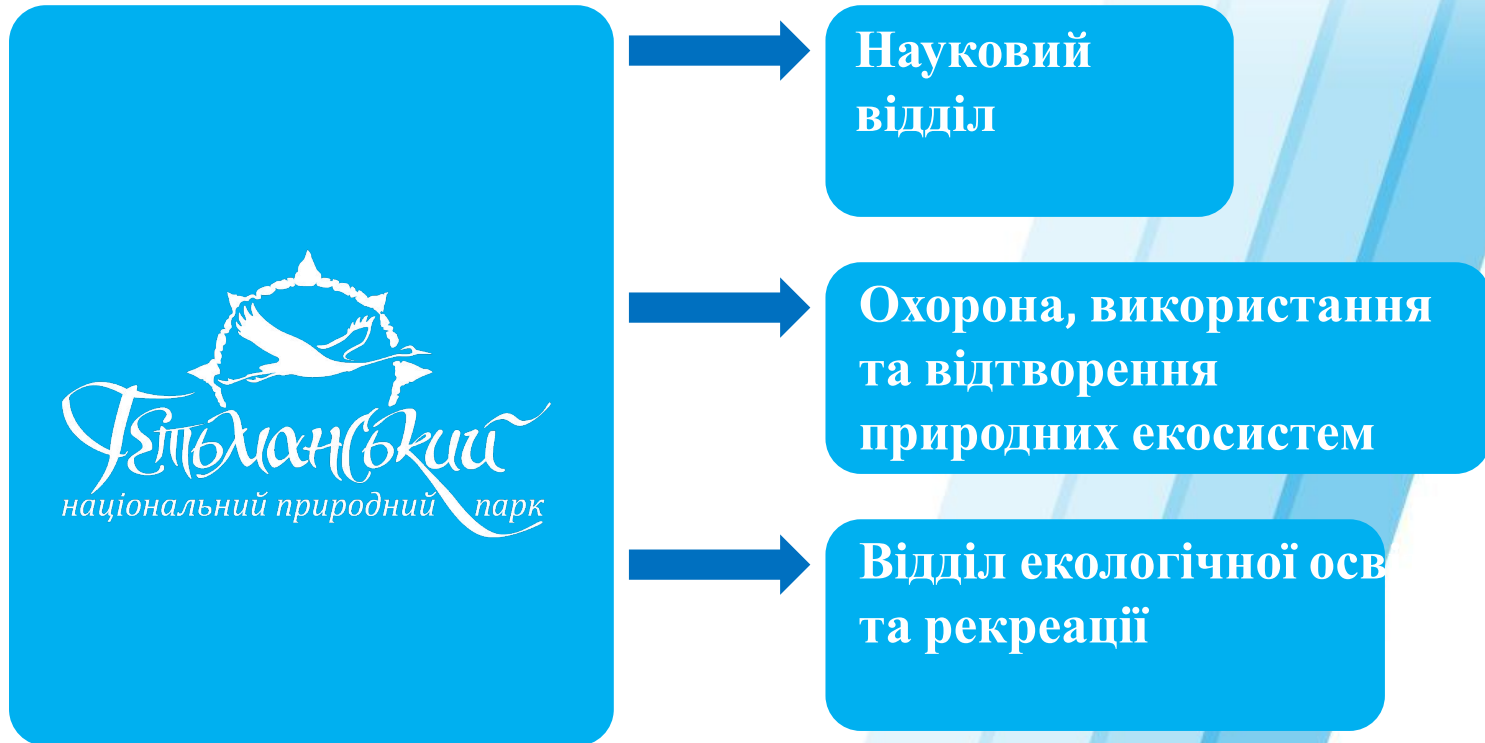 Гетьманський
національний природний парк
Науковий
відділ
Охорона, використання
та відтворення
природних екосистем
Відділ екологічної осв
та рекреації